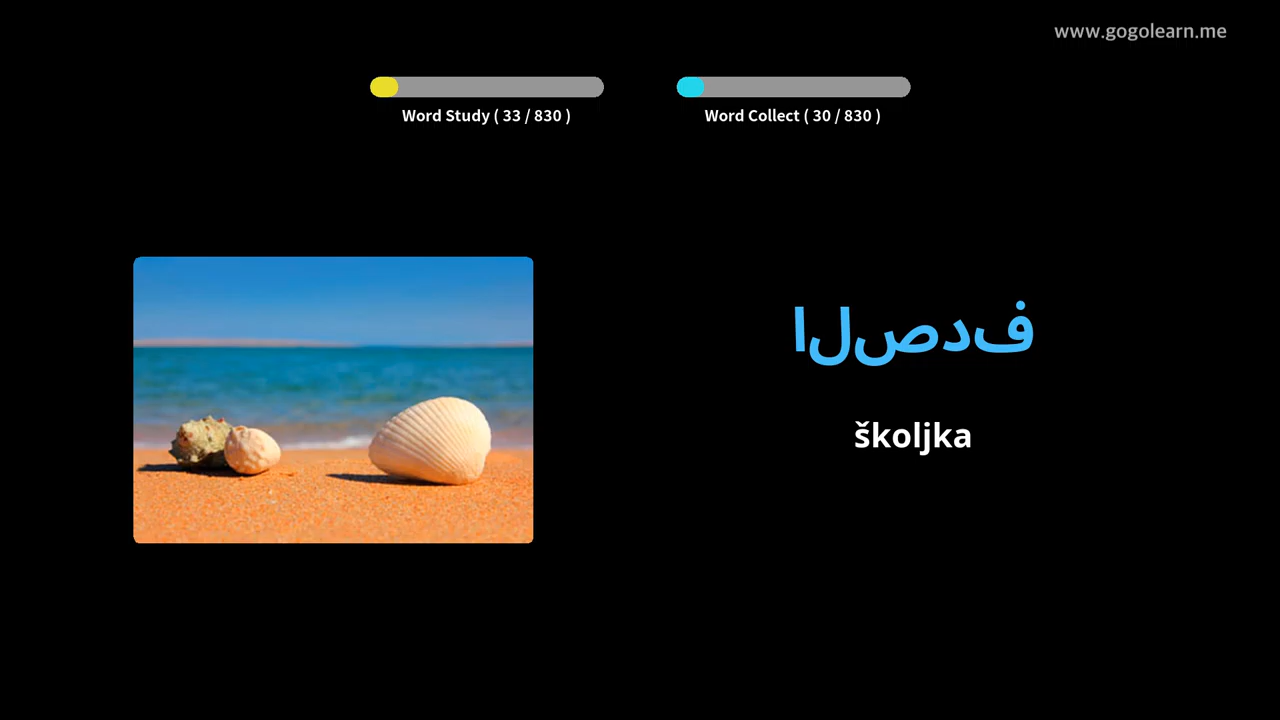 www.gogolearn.me
Word Study ( 33 / 830 )
Word Collect ( 30 / 830 )
الصدف
školjka